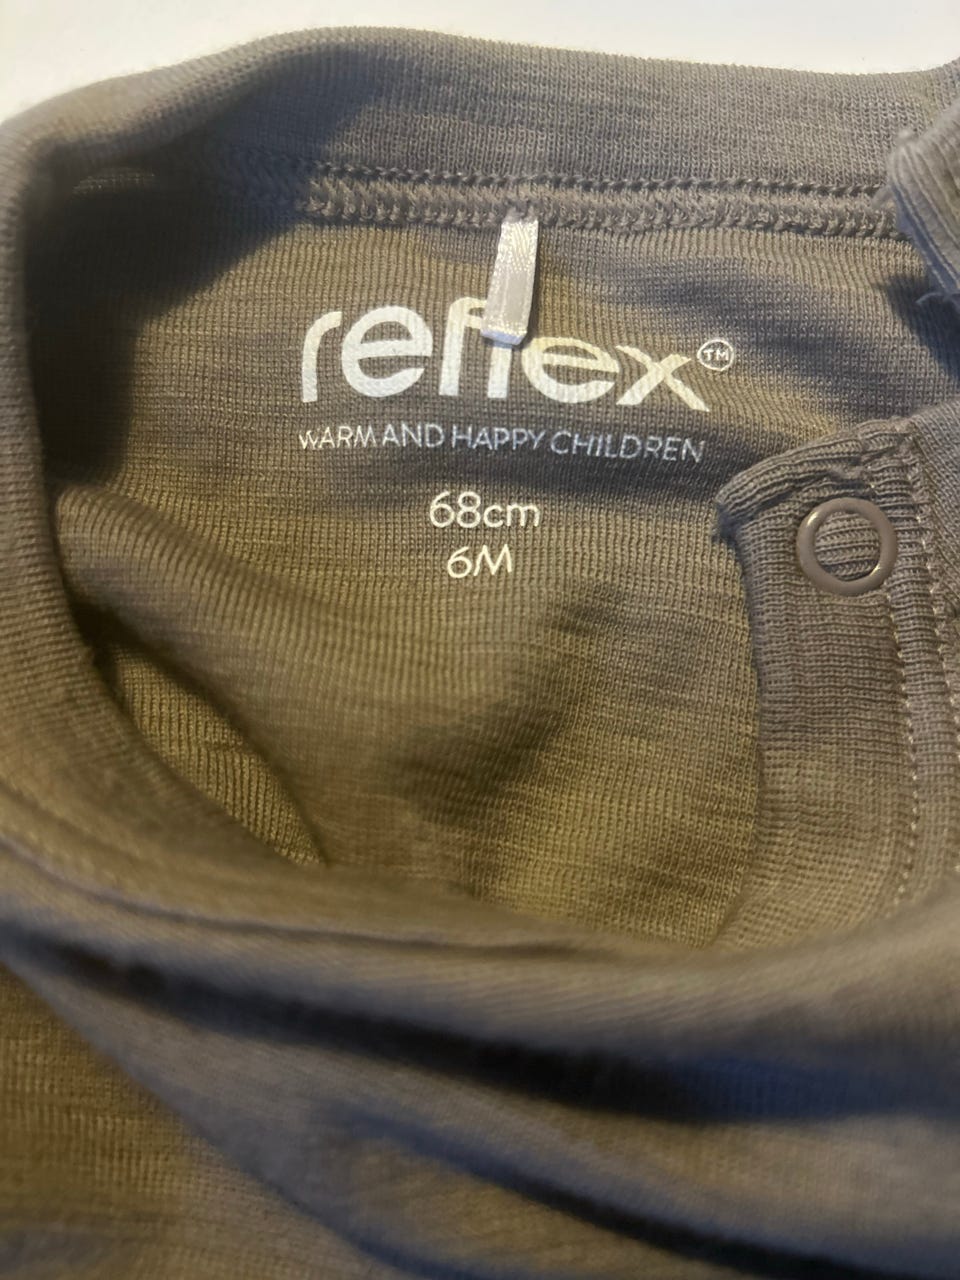 reflex™
WARM AND HAPPY CHILDREN
68cm
6M